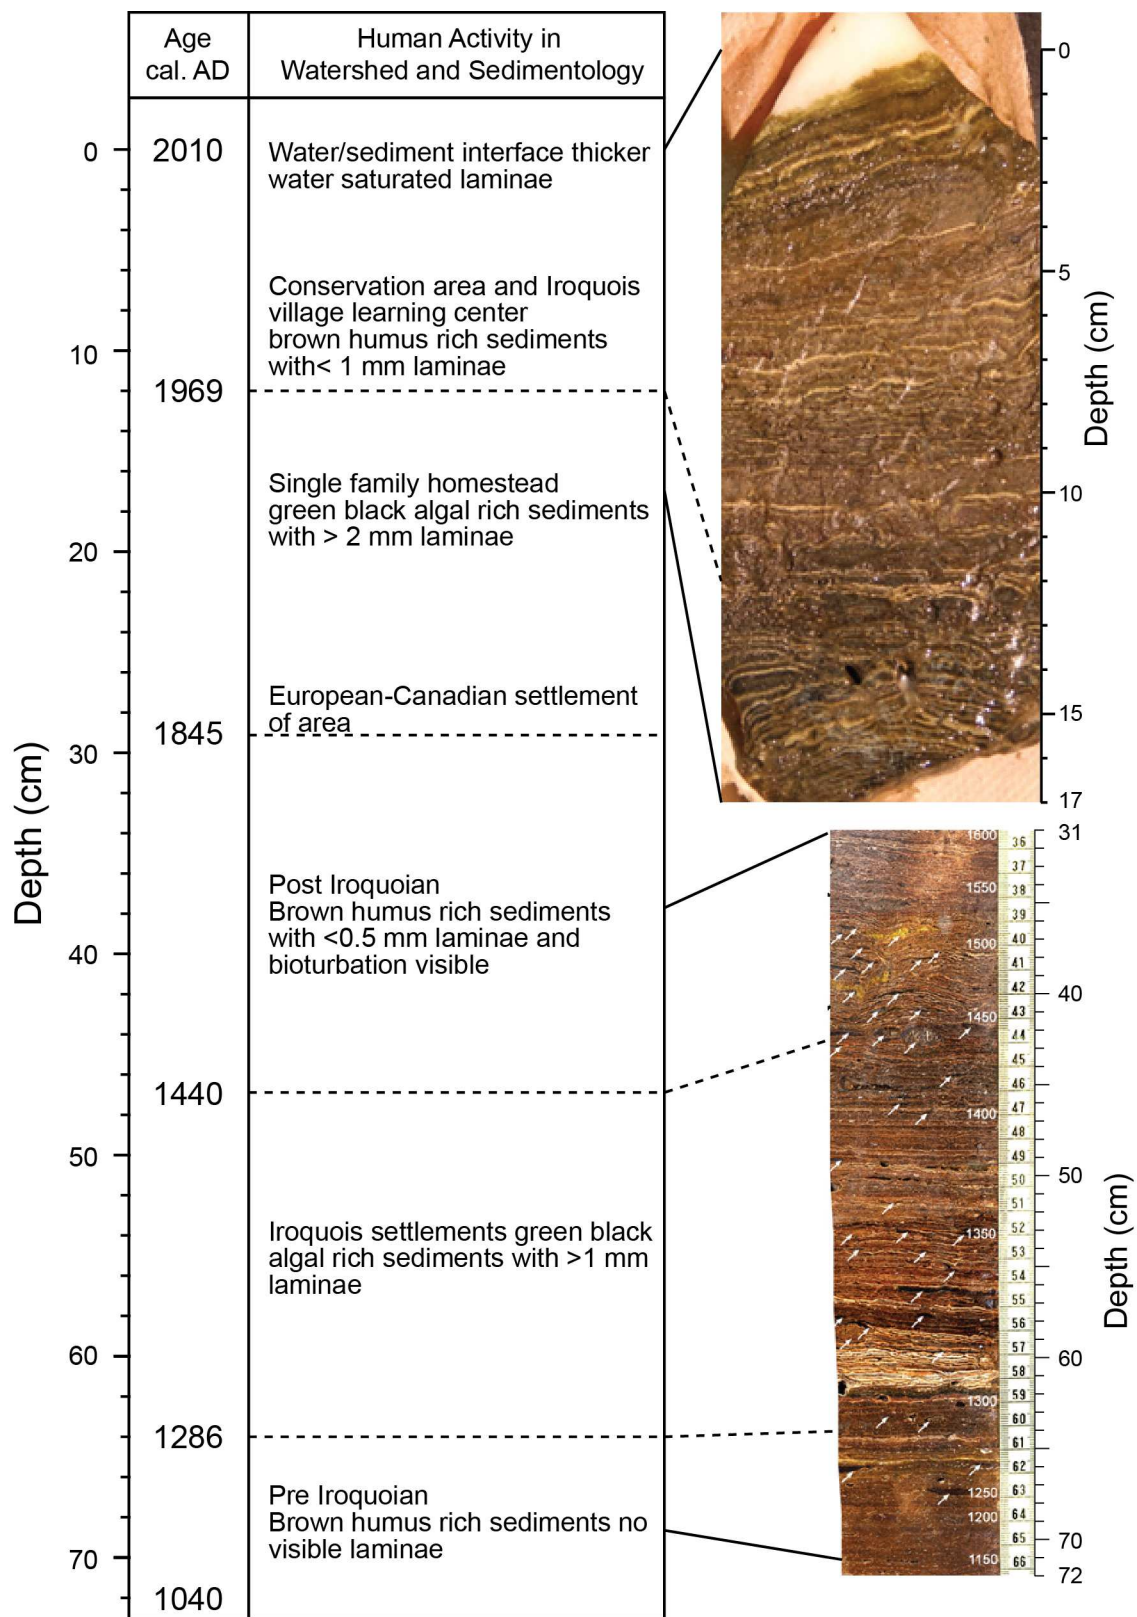 Age
cal. AD
Human Activity in
Watershed and Sedimentology
Depth (cm)
0
10
20
30
40
50
60
70
2010
Water/sediment interface thicker
water saturated laminae
Conservation area and Iroquois
village learning center
brown humus rich sediments
with< 1 mm laminae
1969
Single family homestead
green black algal rich sediments
with > 2 mm laminae
European-Canadian settlement
of area
1845
Post Iroquoian
Brown humus rich sediments
with <0.5 mm laminae and
bioturbation visible
1440
Iroquois settlements green black
algal rich sediments with >1 mm
laminae
1286
Pre Iroquoian
Brown humus rich sediments no
visible laminae
1040
0
5
10
15
17
Depth (cm)
1600
1550
1500
1450
1400
1350
1300
1250
1200
1150
36
37
38
39
40
41
42
43
44
45
46
47
48
49
50
51
52
53
54
55
56
57
58
59
60
61
62
63
64
65
66
31
40
50
60
70
72
Depth (cm)